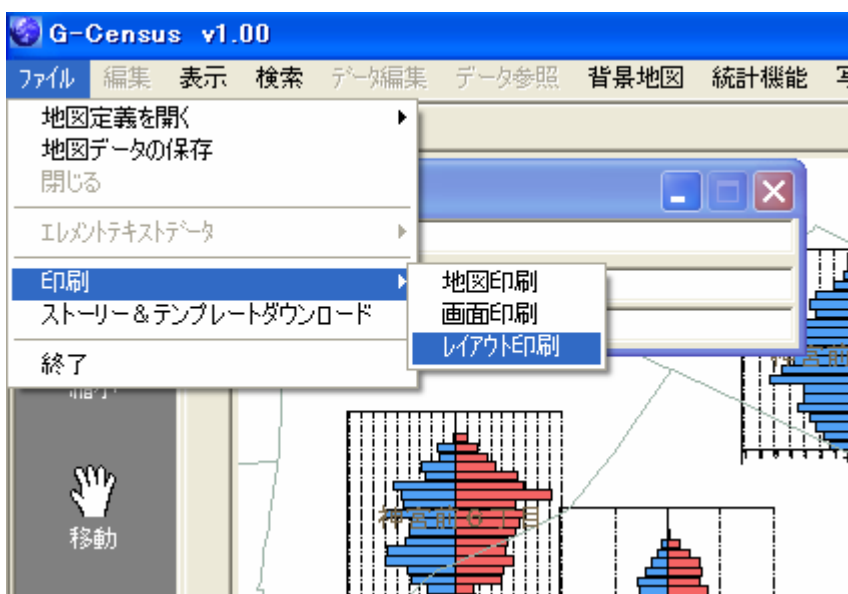 G-Census v1.00
ファイル 編集 表示 検索 データ編集 データ参照 背景地図 統計機能
地図定義を開く
地図データの保存
閉じる
エレメントテキストデータ
印刷
地図印刷
ストーリー&テンプレートダウンロード
画面印刷
レイアウト印刷
終了
移動
神宮前6丁目
神宮前